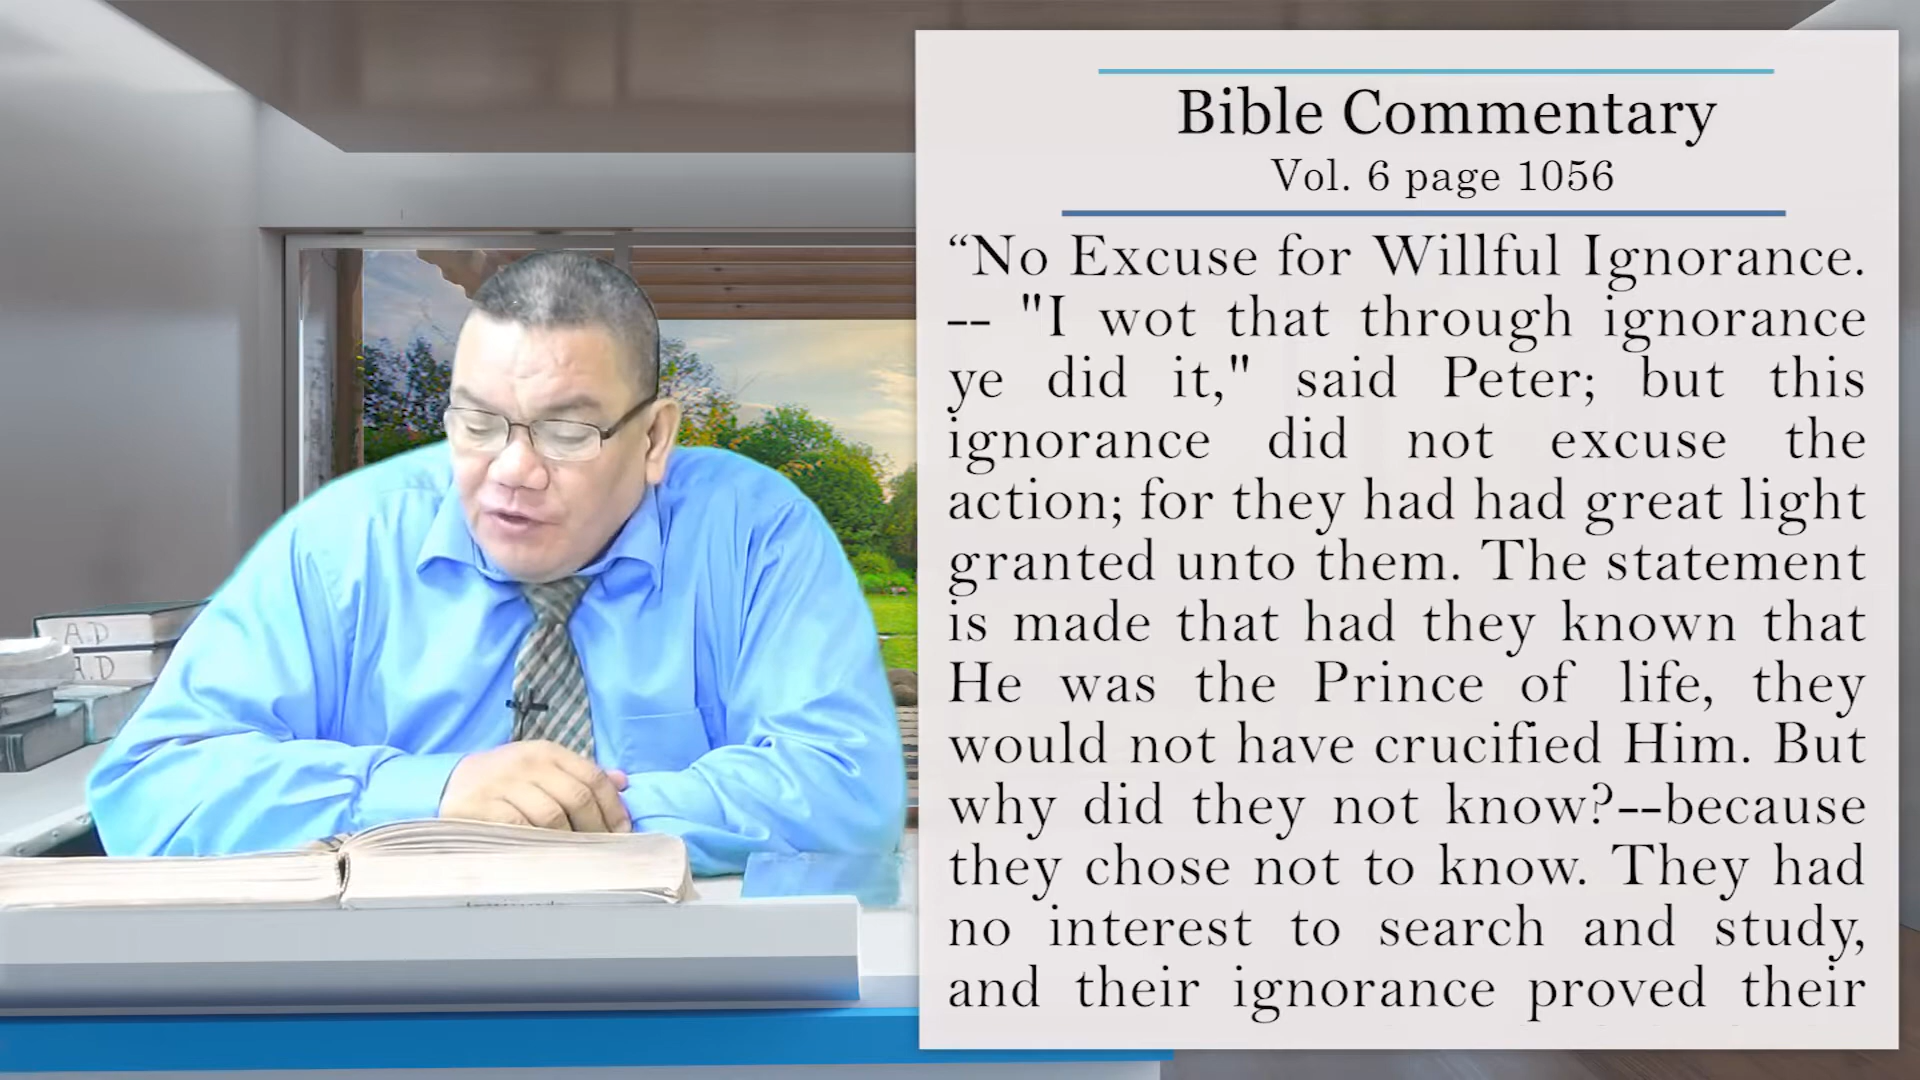 Bible Commentary
Vol. 6 page 1056
“No Excuse for Willful Ignorance.
-- "I wot that through ignorance
ye did it," said Peter; but this
ignorance did not excuse the
action; for they had had great light
granted unto them. The statement
is made that had they known that
He was the Prince of life, they
would not have crucified Him. But
why did they not know?--because
they chose not to know. They had
no interest to search and study,
and their ignorance proved their
A.D
A.D